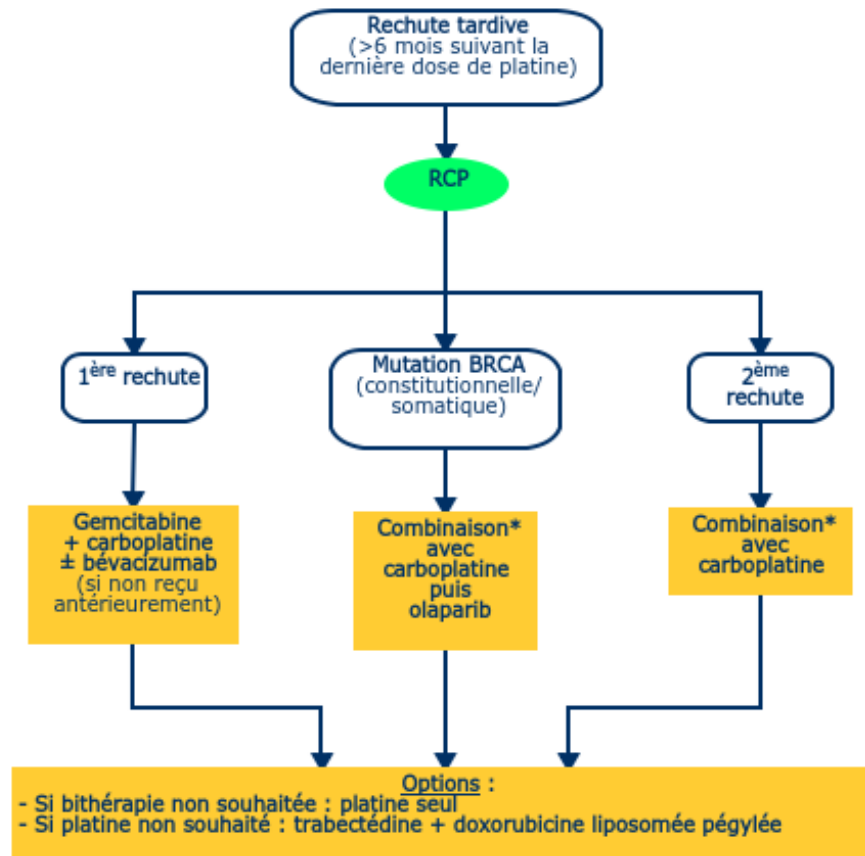 Rechute tardive
(>6 mois suivant la
dernière dose de platine)
RCP
1ère rechute
Mutation BRCA
(constitutionnelle/
somatique)
2ème
rechute
Gemcitabine
+ carboplatine
± bévacizumab
(si non reçu
antérieurement)
Combinaison*
avec
carboplatine
puis
olaparib
Combinaison*
avec
carboplatine
Options :
- Si bithérapie non souhaitée : platine seul
- Si platine non souhaité : trabectédine + doxorubicine liposomée pégylée